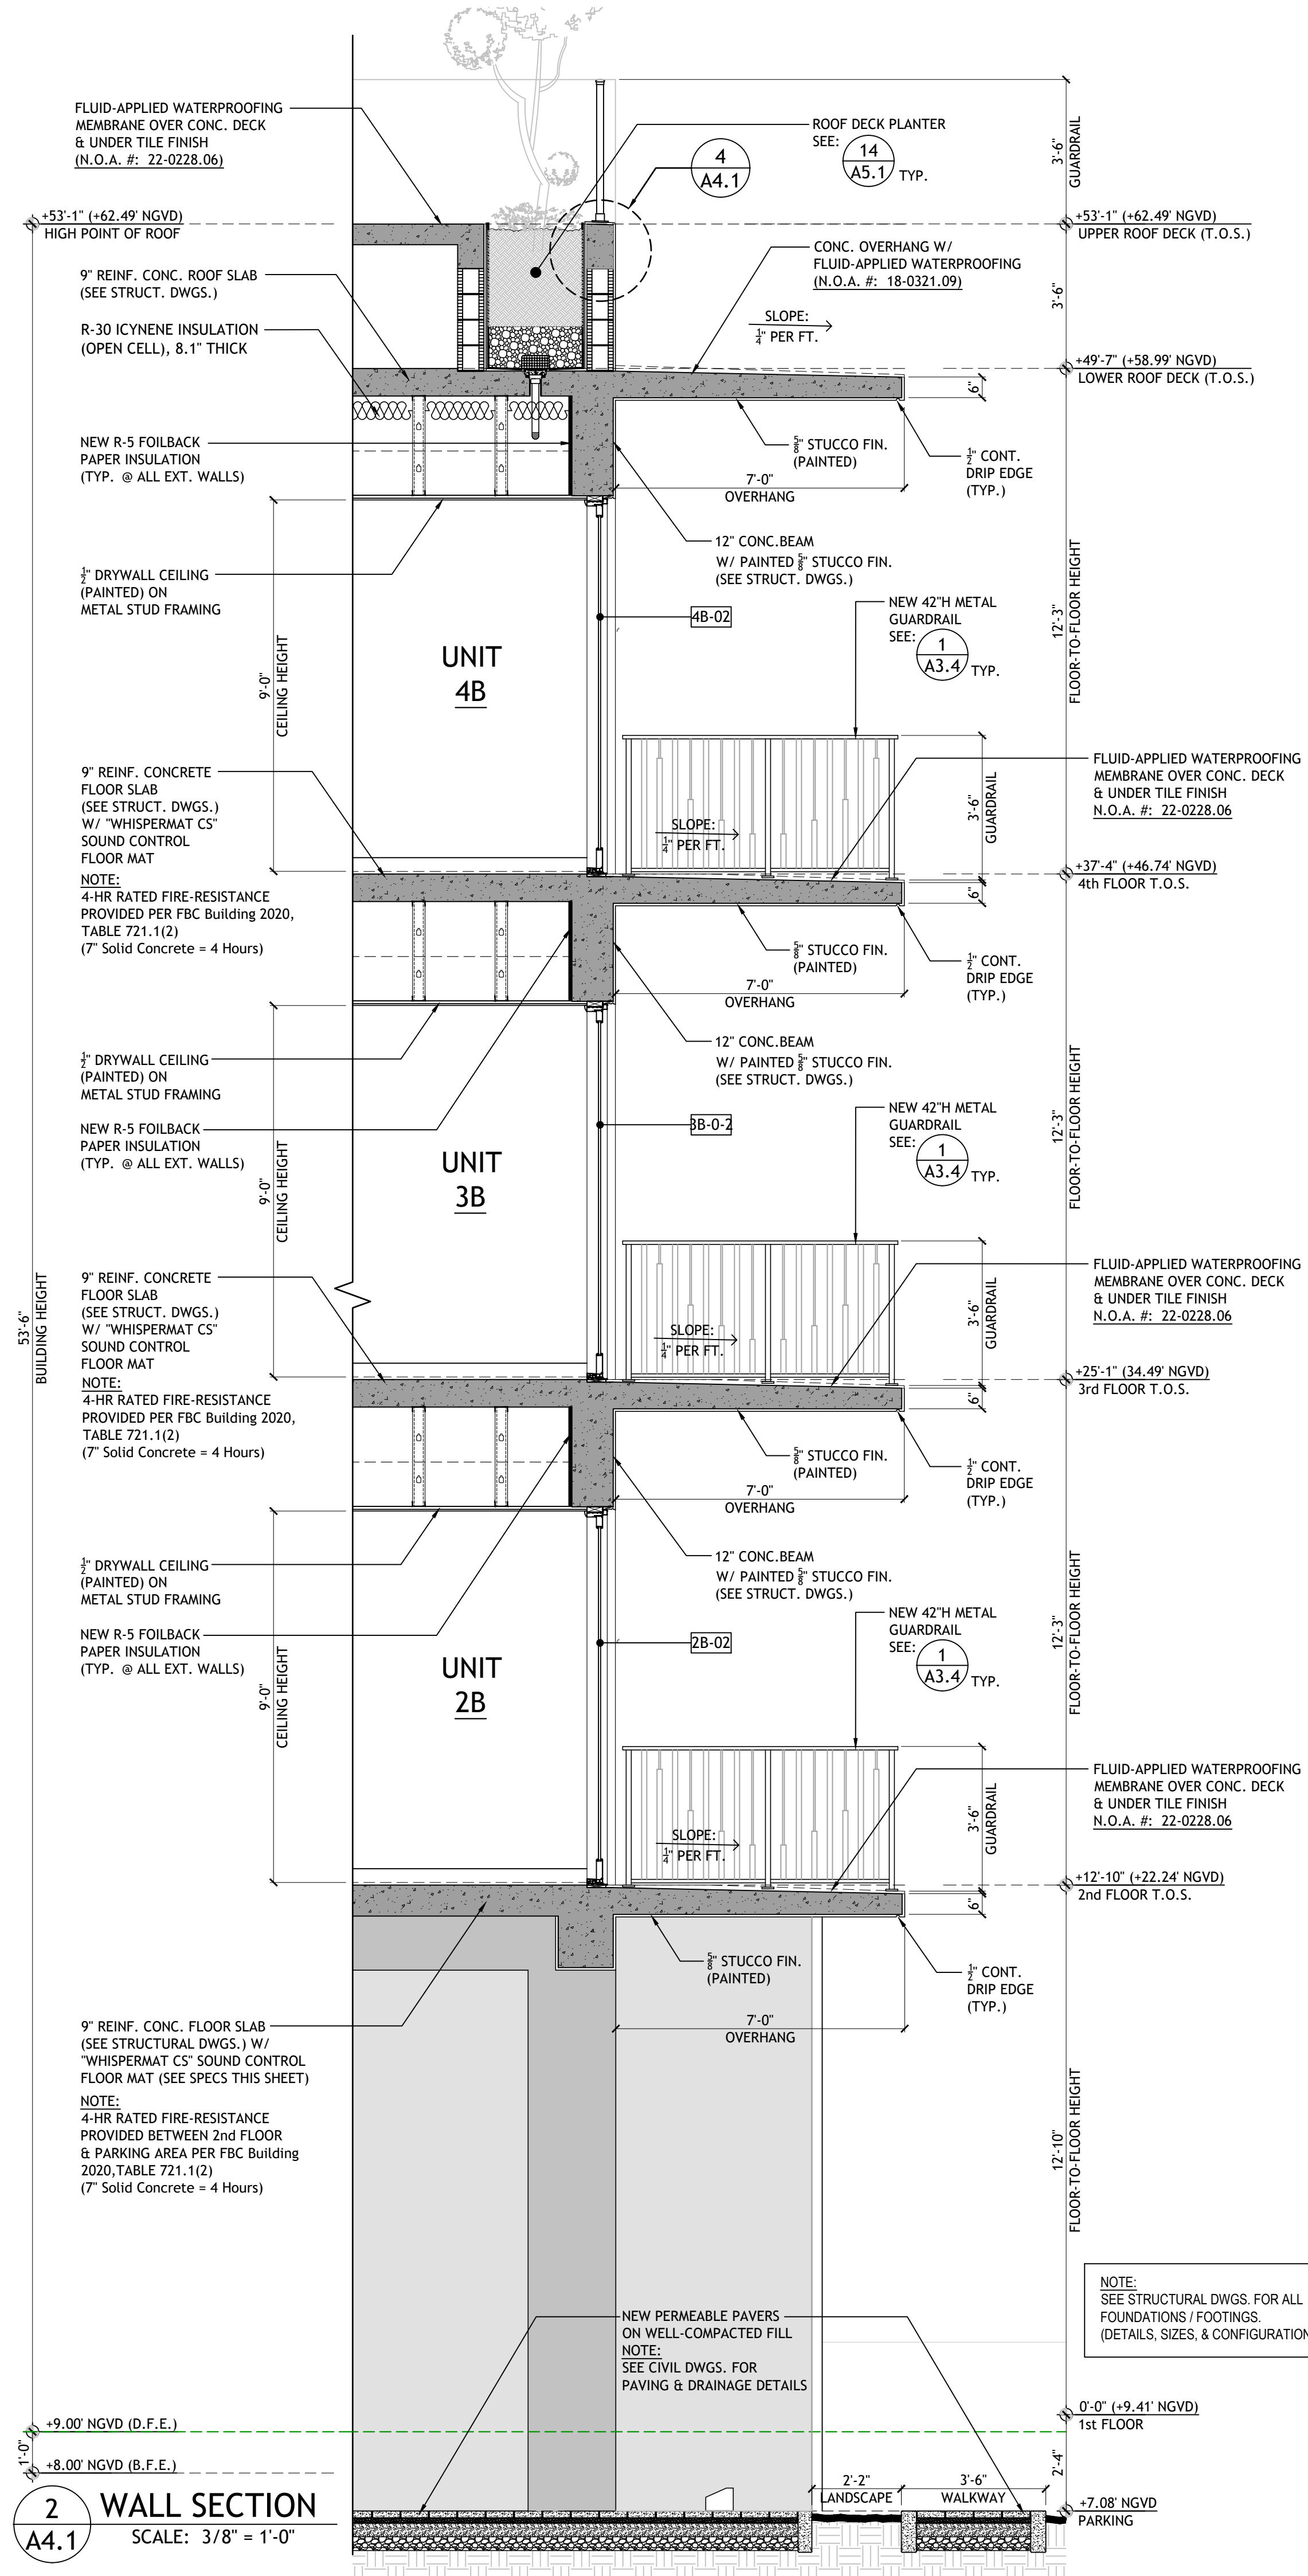 FLUID-APPLIED WATERPROOFING
MEMBRANE OVER CONC. DECK
& UNDER TILE FINISH
(N.O.A. #: 22-0228.06)
ROOF DECK PLANTER
SEE:
14
A5.1
TYP.
4
A4.1
3'-6"
GUARDRAIL
+53'-1" (+62.49' NGVD)
HIGH POINT OF ROOF
+53'-1" (+62.49' NGVD)
UPPER ROOF DECK (T.O.S.)
9" REINF. CONC. ROOF SLAB
(SEE STRUCT. DWGS.)
CONC. OVERHANG W/
FLUID-APPLIED WATERPROOFING
(N.O.A. #: 18-0321.09)
3'-6"
R-30 ICYNENE INSULATION
(OPEN CELL), 8.1" THICK
SLOPE:
1/4" PER FT.
+49'-7" (+58.99' NGVD)
LOWER ROOF DECK (T.O.S.)
6"
NEW R-5 FOILBACK
PAPER INSULATION
(TYP. @ ALL EXT. WALLS)
5/8" STUCCO FIN.
(PAINTED)
1/2" CONT.
DRIP EDGE
(TYP.)
7'-0"
OVERHANG
12" CONC.BEAM
W/ PAINTED 5/8" STUCCO FIN.
(SEE STRUCT. DWGS.)
1/2" DRYWALL CEILING
(PAINTED) ON
METAL STUD FRAMING
9'-0"
CEILING HEIGHT
UNIT
4B
4B-02
NEW 42"H METAL
GUARDRAIL
SEE:
1
A3.4
TYP.
12'-3"
FLOOR-TO-FLOOR HEIGHT
9" REINF. CONCRETE
FLOOR SLAB
(SEE STRUCT. DWGS.)
W/ "WHISPERMAT CS"
SOUND CONTROL
FLOOR MAT
NOTE:
4-HR RATED FIRE-RESISTANCE
PROVIDED PER FBC Building 2020,
TABLE 721.1(2)
(7" Solid Concrete = 4 Hours)
SLOPE:
1/4" PER FT.
3'-6"
GUARDRAIL
FLUID-APPLIED WATERPROOFING
MEMBRANE OVER CONC. DECK
& UNDER TILE FINISH
N.O.A. #: 22-0228.06
+37'-4" (+46.74' NGVD)
4th FLOOR T.O.S.
6"
5/8" STUCCO FIN.
(PAINTED)
1/2" CONT.
DRIP EDGE
(TYP.)
7'-0"
OVERHANG
12" CONC.BEAM
W/ PAINTED 5/8" STUCCO FIN.
(SEE STRUCT. DWGS.)
1/2" DRYWALL CEILING
(PAINTED) ON
METAL STUD FRAMING
NEW R-5 FOILBACK
PAPER INSULATION
(TYP. @ ALL EXT. WALLS)
9'-0"
CEILING HEIGHT
UNIT
3B
3B-0-2
NEW 42"H METAL
GUARDRAIL
SEE:
1
A3.4
TYP.
12'-3"
FLOOR-TO-FLOOR HEIGHT
53'-6"
BUILDING HEIGHT
9" REINF. CONCRETE
FLOOR SLAB
(SEE STRUCT. DWGS.)
W/ "WHISPERMAT CS"
SOUND CONTROL
FLOOR MAT
NOTE:
4-HR RATED FIRE-RESISTANCE
PROVIDED PER FBC Building 2020,
TABLE 721.1(2)
(7" Solid Concrete = 4 Hours)
SLOPE:
1/4" PER FT.
3'-6"
GUARDRAIL
FLUID-APPLIED WATERPROOFING
MEMBRANE OVER CONC. DECK
& UNDER TILE FINISH
N.O.A. #: 22-0228.06
+25'-1" (34.49' NGVD)
3rd FLOOR T.O.S.
6"
5/8" STUCCO FIN.
(PAINTED)
1/2" CONT.
DRIP EDGE
(TYP.)
7'-0"
OVERHANG
12" CONC.BEAM
W/ PAINTED 5/8" STUCCO FIN.
(SEE STRUCT. DWGS.)
1/2" DRYWALL CEILING
(PAINTED) ON
METAL STUD FRAMING
NEW R-5 FOILBACK
PAPER INSULATION
(TYP. @ ALL EXT. WALLS)
9'-0"
CEILING HEIGHT
UNIT
2B
2B-02
NEW 42"H METAL
GUARDRAIL
SEE:
1
A3.4
TYP.
12'-3"
FLOOR-TO-FLOOR HEIGHT
SLOPE:
1/4" PER FT.
3'-6"
GUARDRAIL
FLUID-APPLIED WATERPROOFING
MEMBRANE OVER CONC. DECK
& UNDER TILE FINISH
N.O.A. #: 22-0228.06
+12'-10" (+22.24' NGVD)
2nd FLOOR T.O.S.
6"
5/8" STUCCO FIN.
(PAINTED)
1/2" CONT.
DRIP EDGE
(TYP.)
7'-0"
OVERHANG
9" REINF. CONC. FLOOR SLAB
(SEE STRUCTURAL DWGS.) W/
"WHISPERMAT CS" SOUND CONTROL
FLOOR MAT (SEE SPECS THIS SHEET)
NOTE:
4-HR RATED FIRE-RESISTANCE
PROVIDED BETWEEN 2nd FLOOR
& PARKING AREA PER FBC Building
2020,TABLE 721.1(2)
(7" Solid Concrete = 4 Hours)
12'-10"
FLOOR-TO-FLOOR HEIGHT
NOTE:
SEE STRUCTURAL DWGS. FOR ALL
FOUNDATIONS / FOOTINGS.
(DETAILS, SIZES, & CONFIGURATION
NEW PERMEABLE PAVERS
ON WELL-COMPACTED FILL
NOTE:
SEE CIVIL DWGS. FOR
PAVING & DRAINAGE DETAILS
0'-0" (+9.41' NGVD)
1st FLOOR
+9.00' NGVD (D.F.E.)
1'-0"
+8.00' NGVD (B.F.E.)
2'-4"
2'-2"
LANDSCAPE
3'-6"
WALKWAY
+7.08' NGVD
PARKING
2
A4.1
WALL SECTION
SCALE: 3/8" = 1'-0"